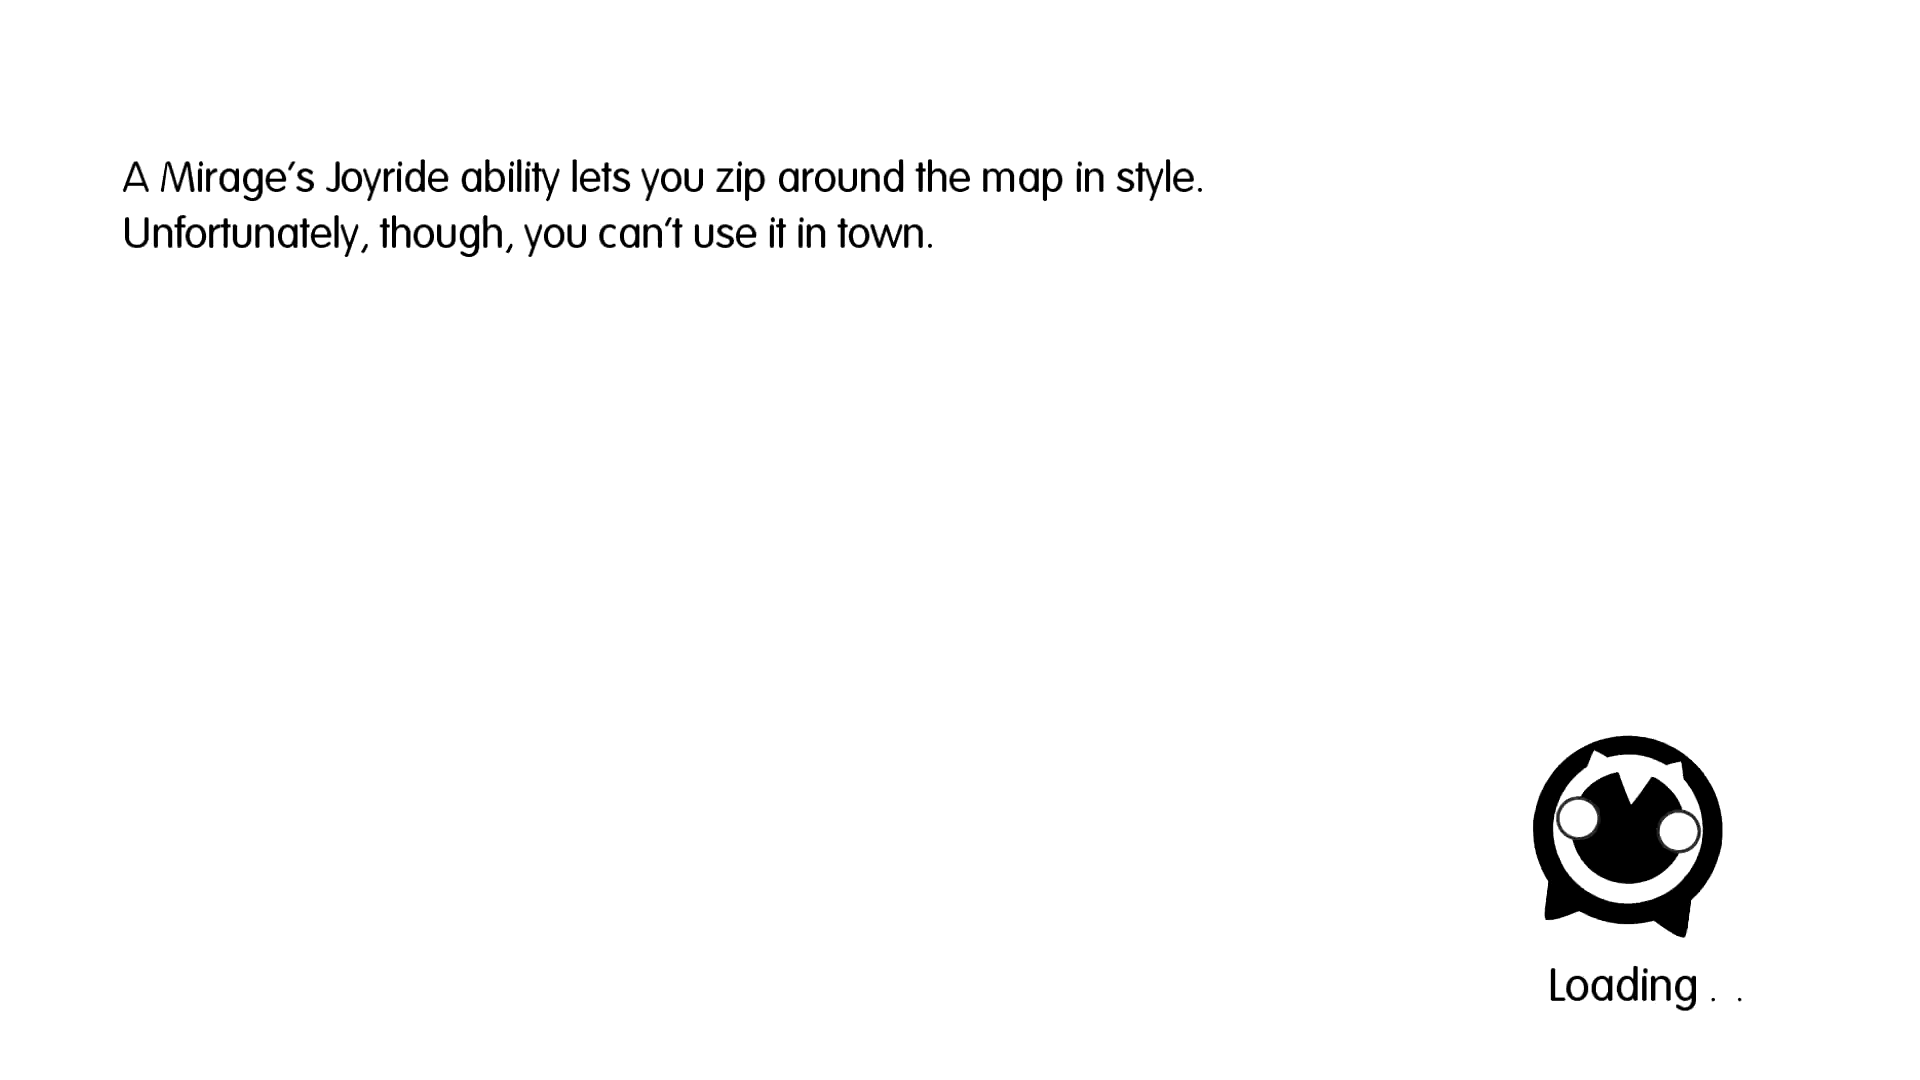 A Mirage's Joyride ability lets you zip around the map in style.
Unfortunately, though, you can't use it in town.
Loading . .